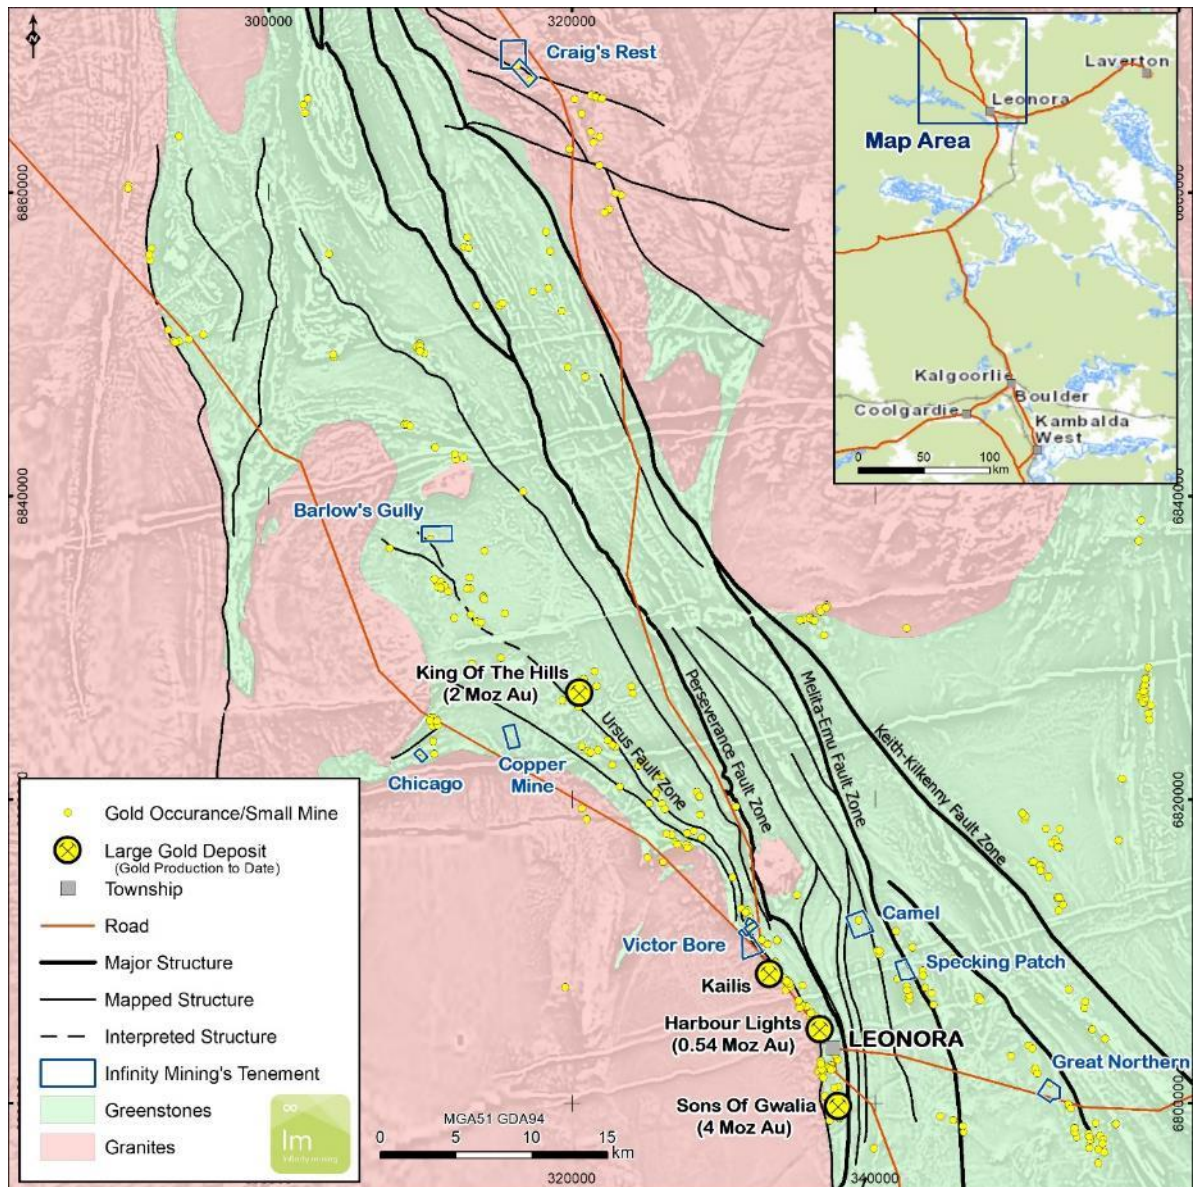 300000
320000
N
Craig's Rest
Laverton
Leonora
Map Area
6860000
6860000
Kalgoorlie
Boulder
Coolgardie
Kambalda
West
0 50 100
km
6840000
6840000
Barlow's Gully
King Of The Hills
(2 Moz Au)
Ursus Fault Zone
Perseverance Fault Zone
Melita-Emu Fault Zone
Keith-Kilkenny Fault Zone
Copper
Mine
Chicago
6820000
Gold Occurance/Small Mine
Large Gold Deposit
(Gold Production to Date)
Township
Road
Major Structure
Mapped Structure
Interpreted Structure
Infinity Mining's Tenement
Greenstones
Granites
Im
infinity mining
Camel
Victor Bore
Specking Patch
Kailis
Harbour Lights
(0.54 Moz Au)
LEONORA
Great Northern
Sons Of Gwalia
(4 Moz Au)
6800000
MGA51 GDA94
0 5 10 15
km
320000
340000